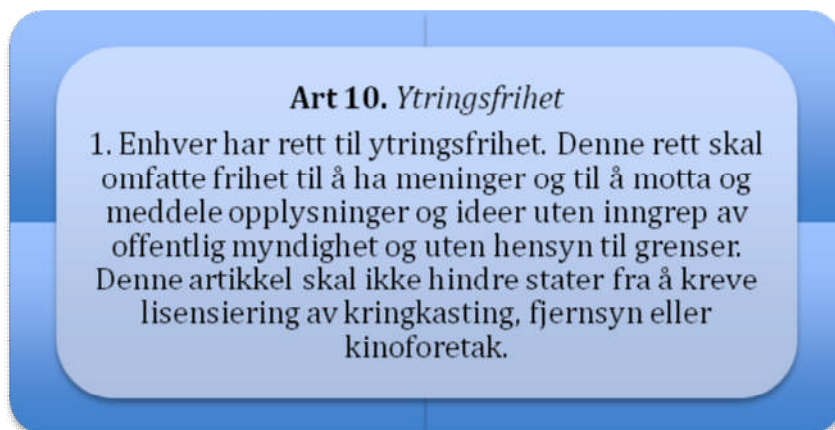 Art 10. Ytringsfrihet
1. Enhver har rett til ytringsfrihet. Denne rett skal
omfatte frihet til å ha meninger og til å motta og
meddele opplysninger og ideer uten inngrep av
offentlig myndighet og uten hensyn til grenser.
Denne artikkel skal ikke hindre stater fra å kreve
lisensiering av kringkasting, fjernsyn eller
kinoforetak.